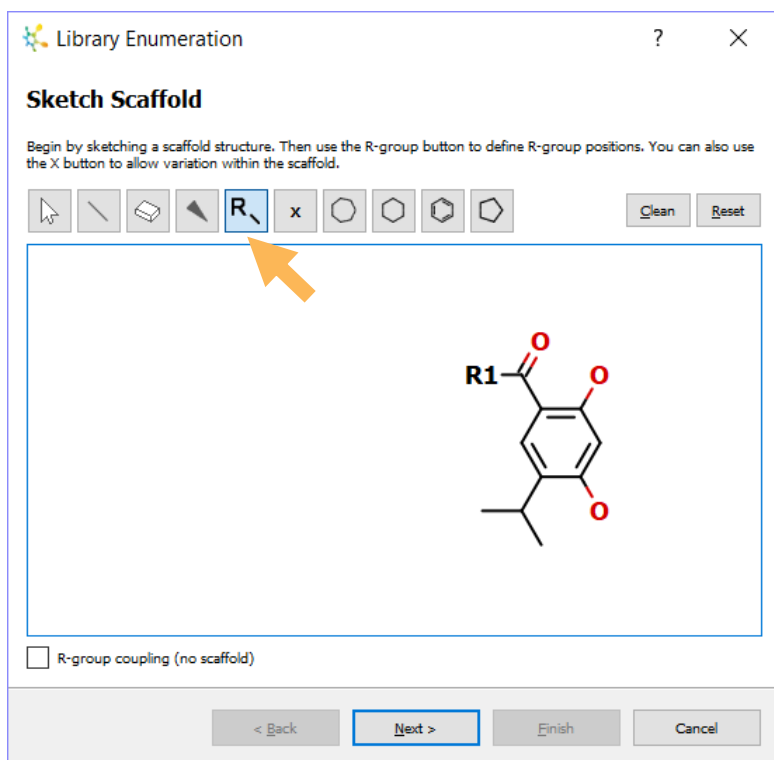 Library Enumeration
?
Sketch Scaffold
Begin by sketching a scaffold structure. Then use the R-group button to define R-group positions. You can also use
the X button to allow variation within the scaffold.
R
x
Clean
Reset
O
R1
O
O
R-group coupling (no scaffold)
< Back
Next >
Finish
Cancel